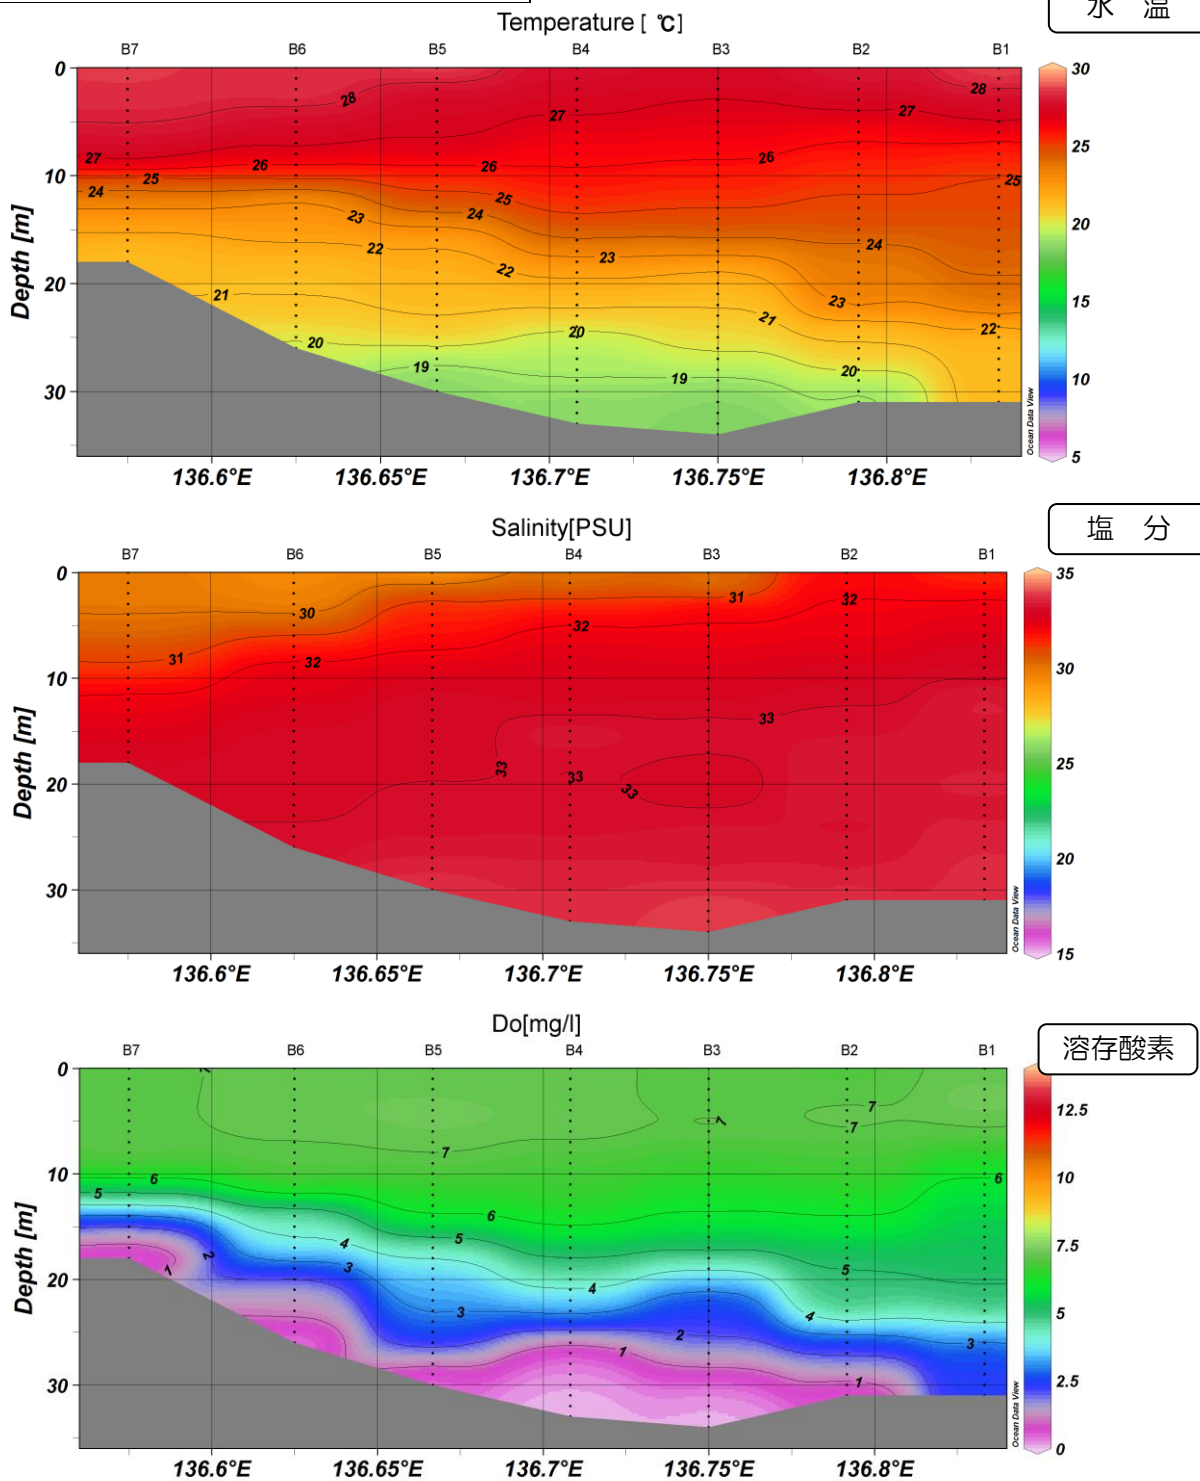 水 温
Temperature [ ℃]
B7 B6 B5 B4 B3 B2 B1
0
10
20
30
Depth [m]
28 27 28 27
27 26 26 26
25 25 25
24 24 24
23 23 23
22 22 22
21 21
20 20 20
19 19
136.6°E 136.65°E 136.7°E 136.75°E 136.8°E
30
25
20
15
10
5
Ocean Data View
塩 分
Salinity[PSU]
B7 B6 B5 B4 B3 B2 B1
0
10
20
30
Depth [m]
30 31 32
31 32 32
33
33 33 33
136.6°E 136.65°E 136.7°E 136.75°E 136.8°E
35
30
25
20
15
Ocean Data View
溶存酸素
Do[mg/l]
B7 B6 B5 B4 B3 B2 B1
0
10
20
30
Depth [m]
7 7 7 7 7
6 6 6
5 5 5
4 4 4
3 3 3
2 2
1 1 1
136.6°E 136.65°E 136.7°E 136.75°E 136.8°E
12.5
10
7.5
5
2.5
0
Ocean Data View